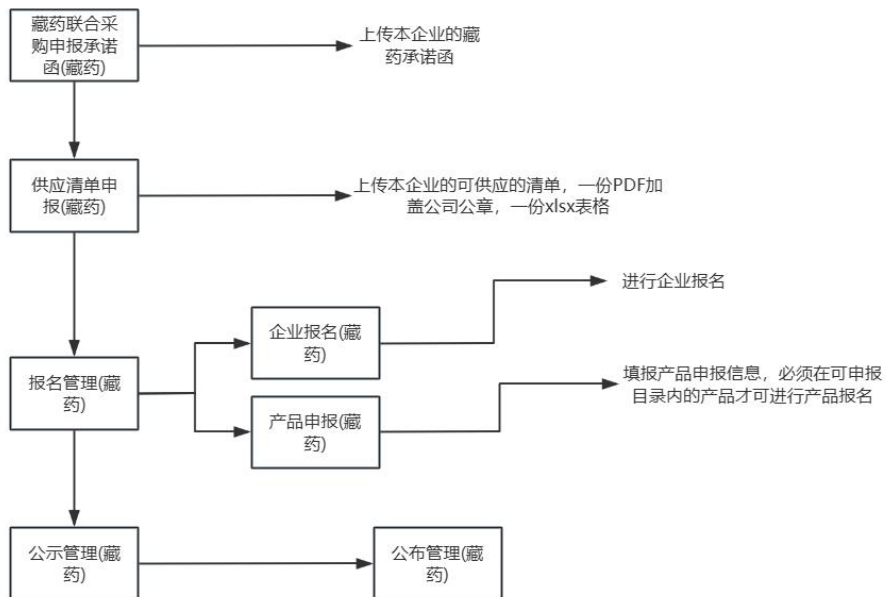 藏药联合采
购申报承诺
函(藏药)
上传本企业的藏
药承诺函
供应清单申
报(藏药)
上传本企业的可供应的清单，一份PDF加
盖公司公章，一份xlsx表格
进行企业报名
企业报名(藏
药)
报名管理(藏
药)
填报产品申报信息，必须在可申报
目录内的产品才可进行产品报名
产品申报(藏
药)
公示管理(藏
药)
公布管理(藏
药)